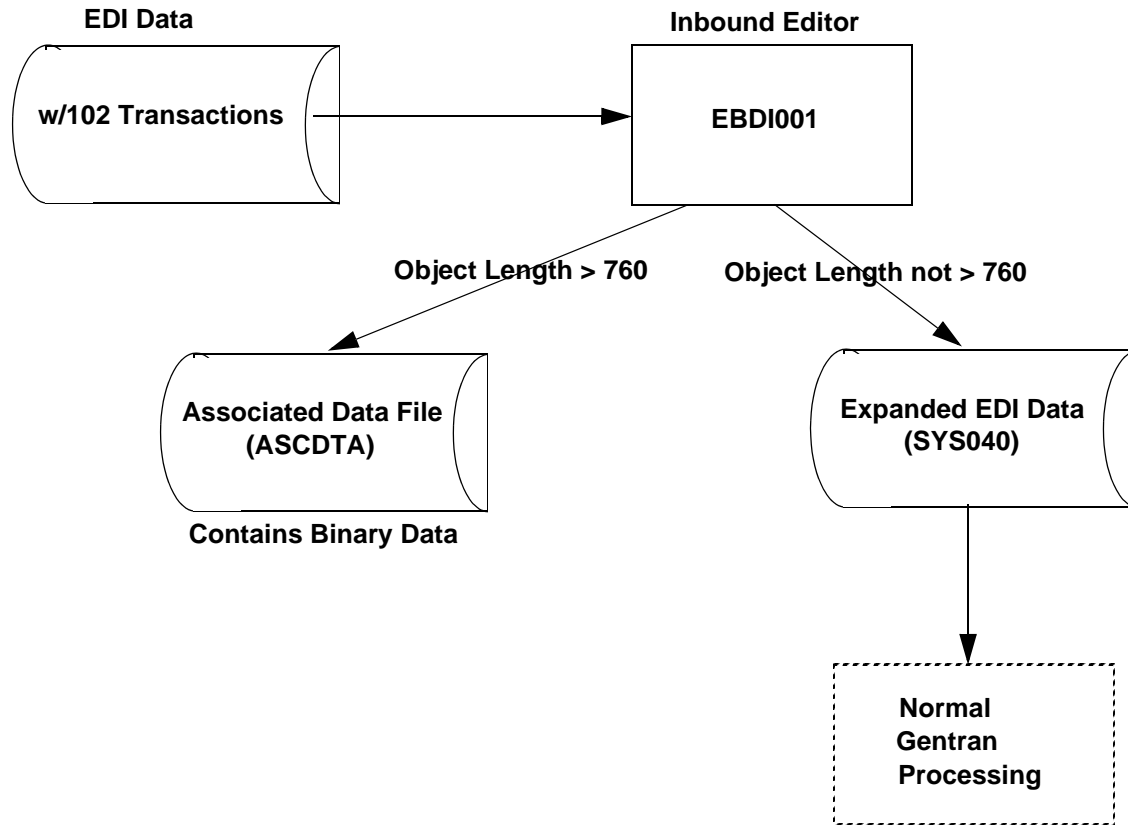 EDI Data
Inbound Editor
w/102 Transactions
EBDI001
Object Length > 760
Object Length not > 760
Associated Data File
(ASCDTA)
Expanded EDI Data
(SYS040)
Contains Binary Data
Normal
Gentran
Processing